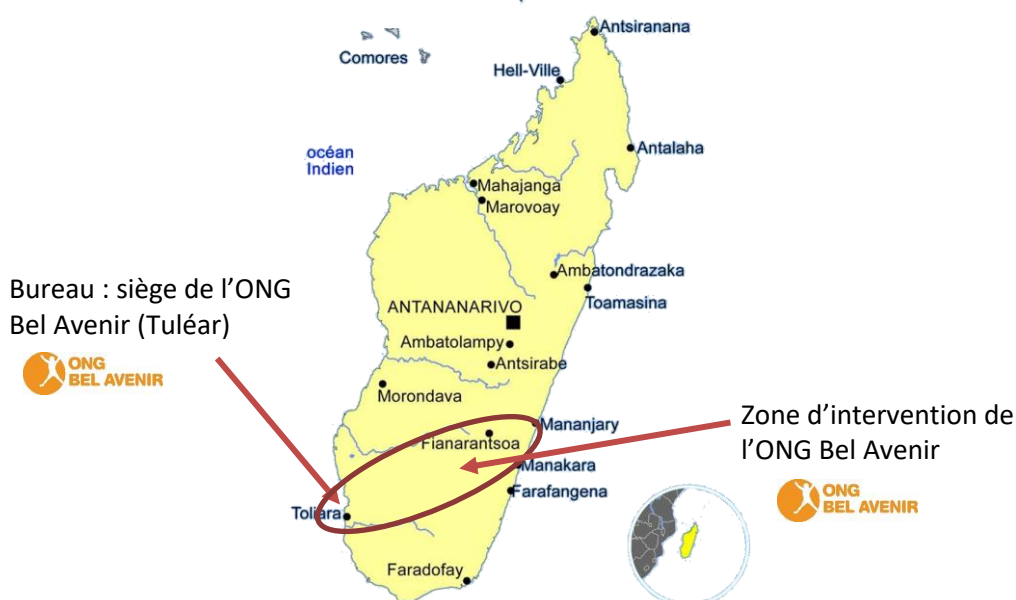 Antsiranana
Comores
Hell-Ville
océan
Indien
Antalaha
Mahajanga
Marovoay
Ambatondrazaka
Bureau : siège de l’ONG
Bel Avenir (Tuléar)
ANTANANARIVO
Toamasina
Ambatolampy
ONG
BEL AVENIR
Antsirabe
Morondava
Zone d’intervention de
l’ONG Bel Avenir
Mananjary
Fianarantsoa
Manakara
Farafangena
ONG
BEL AVENIR
Toliara
Faradofay